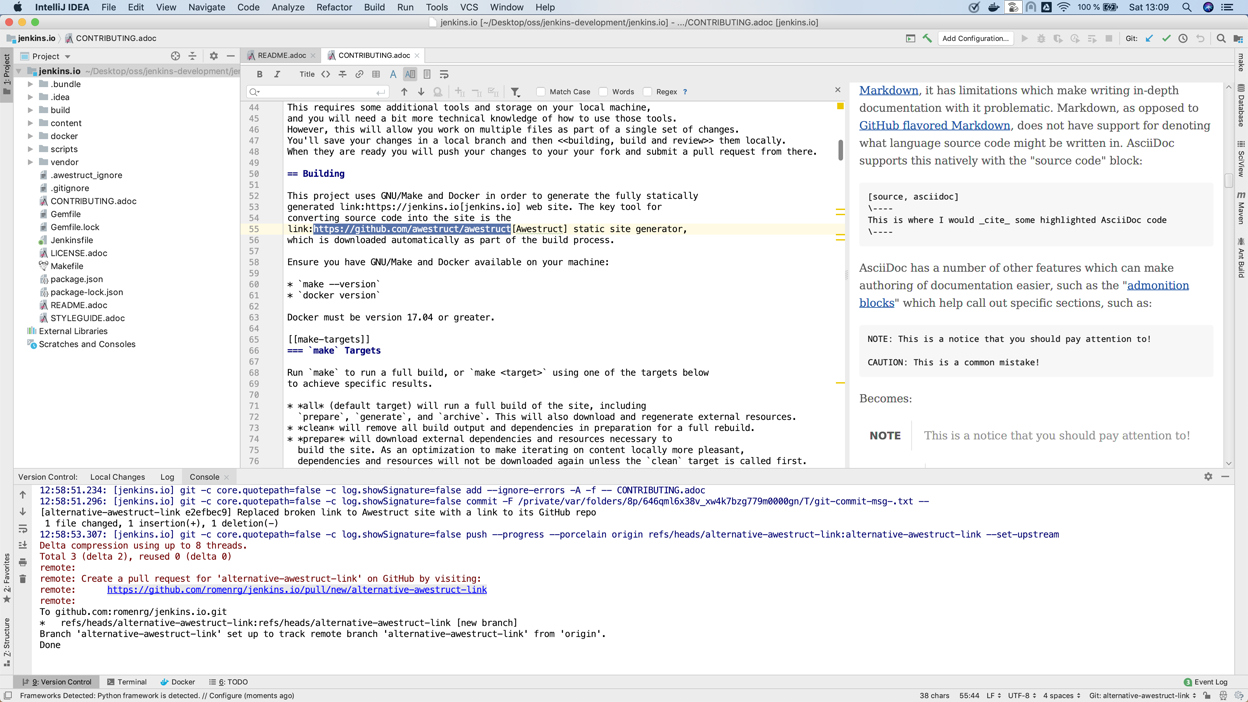 IntelliJ IDEA File Edit View Navigate Code Analyze Refactor Build Run Tools VCS Window Help 100 % Sat 13:09
jenkins.io [~/Desktop/oss/jenkins-development/jenkins.io] - .../CONTRIBUTING.adoc [jenkins.io]
jenkins.io CONTRIBUTING.adoc Add Configuration... Git:
Project
README.adoc
CONTRIBUTING.adoc
jenkins.io ~/Desktop/oss/jenkins-development/jen
.bundle
.idea
build
content
docker
scripts
vendor
.awestruct_ignore
.gitignore
CONTRIBUTING.adoc
Gemfile
Gemfile.lock
Jenkinsfile
LICENSE.adoc
Makefile
package.json
package-lock.json
README.adoc
STYLEGUIDE.adoc
External Libraries
Scratches and Consoles
1: Project
2: Favorites
Z: Structure
B I Title A
Match Case Words Regex ?
44 This requires some additional tools and storage on your local machine,
45 and you will need a bit more technical knowledge of how to use those tools.
46 However, this will allow you work on multiple files as part of a single set of changes.
47 You'll save your changes in a local branch and then <<building, build and review>> them locally.
48 When they are ready you will push your changes to your your fork and submit a pull request from there.
49
50 == Building
51
52 This project uses GNU/Make and Docker in order to generate the fully statically
53 generated link:https://jenkins.io[jenkins.io] web site. The key tool for
54 converting source code into the site is the
55 link:https://github.com/awestruct/awestruct[Awestruct] static site generator,
56 which is downloaded automatically as part of the build process.
57
58 Ensure you have GNU/Make and Docker available on your machine:
59
60 * `make --version`
61 * `docker version`
62
63 Docker must be version 17.04 or greater.
64
65 [[make-targets]]
66 === `make` Targets
67
68 Run `make` to run a full build, or `make <target>` using one of the targets below
69 to achieve specific results.
70
71 * *all* (default target) will run a full build of the site, including
72 `prepare`, `generate`, and `archive`. This will also download and regenerate external resources.
73 * *clean* will remove all build output and dependencies in preparation for a full rebuild.
74 * *prepare* will download external dependencies and resources necessary to
75 build the site. As an optimization to make iterating on content locally more pleasant,
76 dependencies and resources will not be downloaded again unless the `clean` target is called first.
Markdown, it has limitations which make writing in-depth
documentation with it problematic. Markdown, as opposed to
GitHub flavored Markdown, does not have support for denoting
what language source code might be written in. AsciiDoc
supports this natively with the "source code" block:
[source, asciidoc]
\----
This is where I would _cite_ some highlighted AsciiDoc code
\----
AsciiDoc has a number of other features which can make
authoring of documentation easier, such as the "admonition
blocks" which help call out specific sections, such as:
NOTE: This is a notice that you should pay attention to!
CAUTION: This is a common mistake!
Becomes:
NOTE This is a notice that you should pay attention to!
make
Database
SciView
Maven
Ant Build
Version Control: Local Changes Log Console
12:58:51.234: [jenkins.io] git -c core.quotepath=false -c log.showSignature=false add --ignore-errors -A -f -- CONTRIBUTING.adoc
12:58:51.296: [jenkins.io] git -c core.quotepath=false -c log.showSignature=false commit -F /private/var/folders/8p/646qml6x38v_xw4k7bzg779m0000gn/T/git-commit-msg-.txt --
[alternative-awestruct-link e2efbec9] Replaced broken link to Awestruct site with a link to its GitHub repo
1 file changed, 1 insertion(+), 1 deletion(-)
12:58:53.307: [jenkins.io] git -c core.quotepath=false -c log.showSignature=false push --progress --porcelain origin refs/heads/alternative-awestruct-link:alternative-awestruct-link --set-upstream
Delta compression using up to 8 threads.
Total 3 (delta 2), reused 0 (delta 0)
remote:
remote: Create a pull request for 'alternative-awestruct-link' on GitHub by visiting:
remote: https://github.com/romenrg/jenkins.io/pull/new/alternative-awestruct-link
remote:
To github.com:romenrg/jenkins.io.git
* refs/heads/alternative-awestruct-link:refs/heads/alternative-awestruct-link [new branch]
Branch 'alternative-awestruct-link' set up to track remote branch 'alternative-awestruct-link' from 'origin'.
Done
9: Version Control Terminal Docker 6: TODO 3 Event Log
Frameworks Detected: Python framework is detected. // Configure (moments ago) 38 chars 55:44 LF UTF-8 4 spaces Git: alternative-awestruct-link